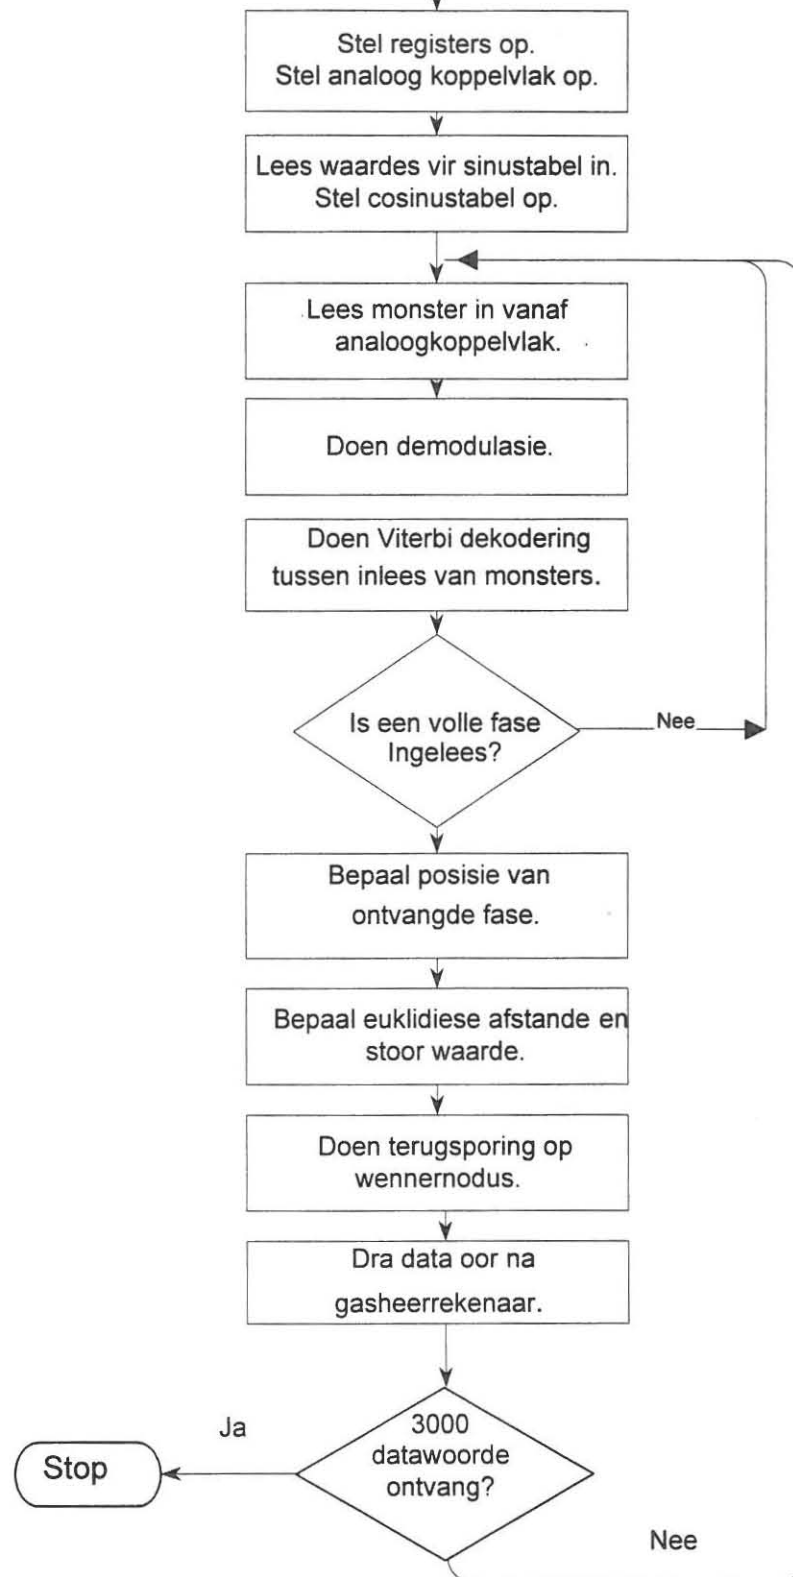 Stel registers op.
Stel analoog koppelvlak op.
Lees waardes vir sinustabel in.
Stel cosinustabel op.
Lees monster in vanaf
analoogkoppelvlak.
Doen demodulasie.
Doen Viterbi dekodering
tussen inlees van monsters.
Is een volle fase
Ingelees?
Nee
Bepaal posisie van
ontvangde fase.
Bepaal euklidiese afstande en
stoor waarde.
Doen terugsporing op
wennernodus.
Dra data oor na
gasheerrekenaar.
3000
datawoorde
ontvang?
Ja
Stop
Nee